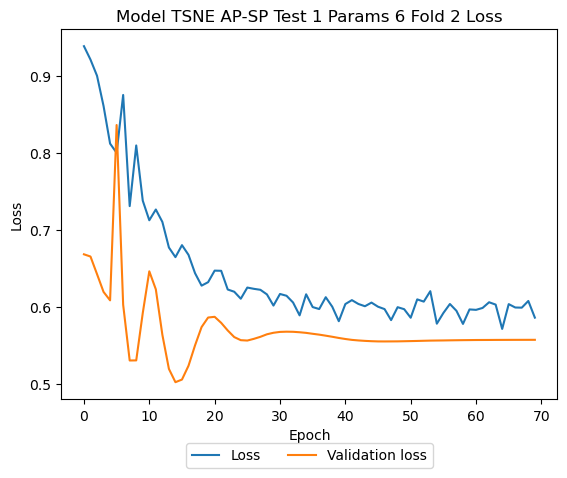 Model TSNE AP-SP Test 1 Params 6 Fold 2 Loss
0.9
0.8
0.7
0.6
0.5
Loss
0 10 20 30 40 50 60 70
Epoch
Loss Validation loss